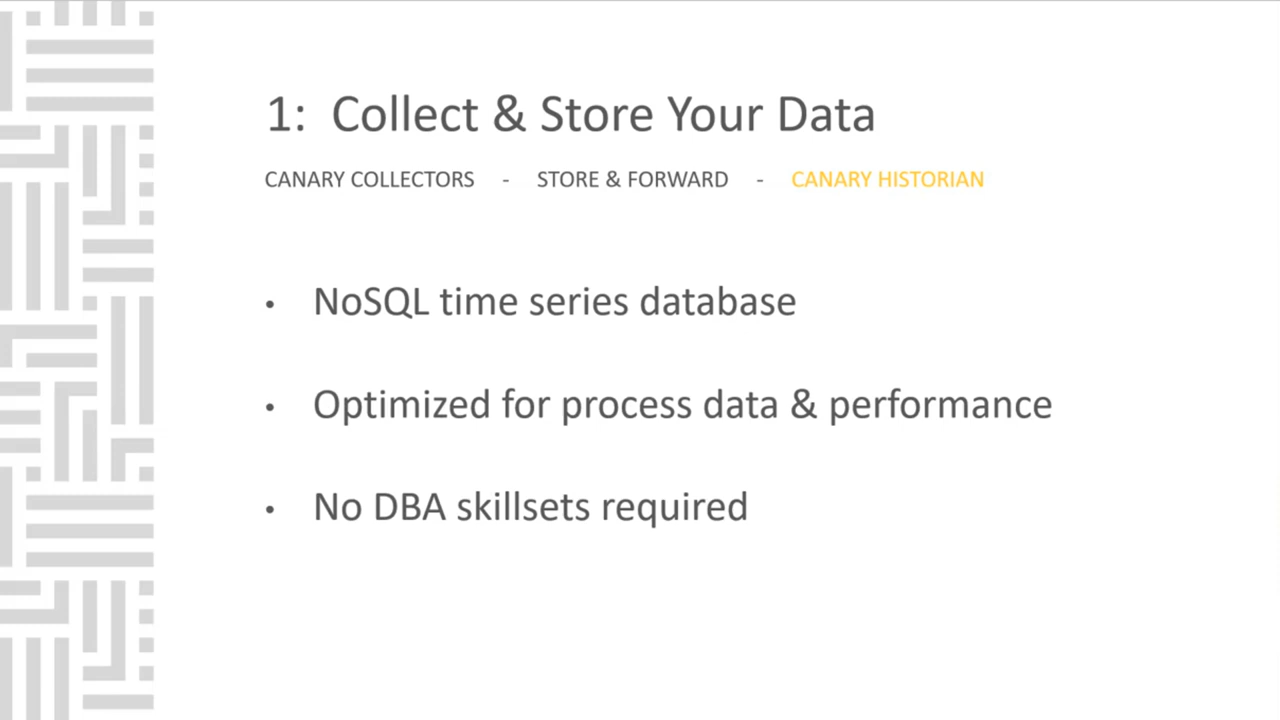 1: Collect & Store Your Data
CANARY COLLECTORS - STORE & FORWARD - CANARY HISTORIAN
• NoSQL time series database
• Optimized for process data & performance
• No DBA skillsets required